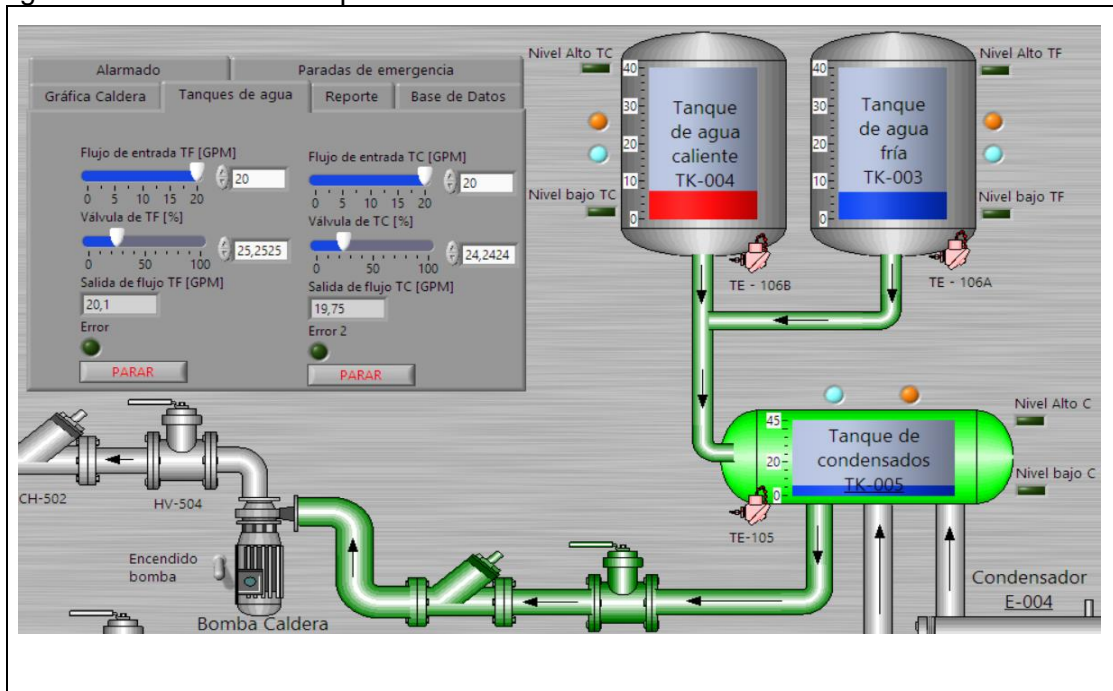 Alarmado
Paradas de emergencia
Gráfica Caldera
Tanques de agua
Reporte
Base de Datos
Flujo de entrada TF [GPM]
0 5 10 15 20
20
Válvula de TF [%]
0 50 100
25,2525
Salida de flujo TF [GPM]
20,1
Error
PARAR
Flujo de entrada TC [GPM]
0 5 10 15 20
20
Válvula de TC [%]
0 50 100
24,2424
Salida de flujo TC [GPM]
19,75
Error 2
PARAR
Nivel Alto TC
Nivel bajo TC
40
30
20
10
0
Tanque
de agua
caliente
TK-004
TE - 106B
40
30
20
10
0
Tanque
de agua
fría
TK-003
TE - 106A
Nivel Alto TF
Nivel bajo TF
45
20
0
Tanque de
condensados
TK-005
TE-105
Nivel Alto C
Nivel bajo C
CH-502
HV-504
Encendido
bomba
Bomba Caldera
Condensador
E-004